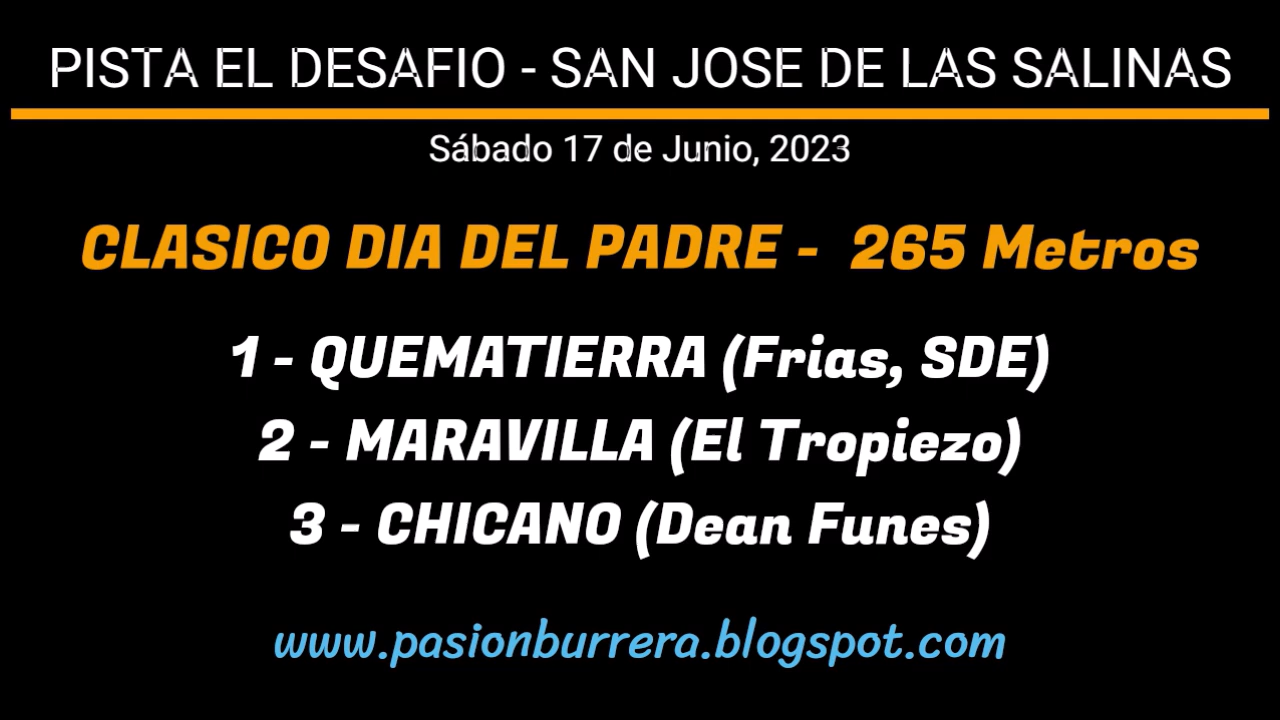 PISTA EL DESAFIO - SAN JOSE DE LAS SALINAS
Sábado 17 de Junio, 2023
CLASICO DIA DEL PADRE - 265 Metros
1 - QUEMATIERRA (Frias, SDE)
2 - MARAVILLA (El Tropiezo)
3 - CHICANO (Dean Funes)
www.pasionburrera.blogspot.com